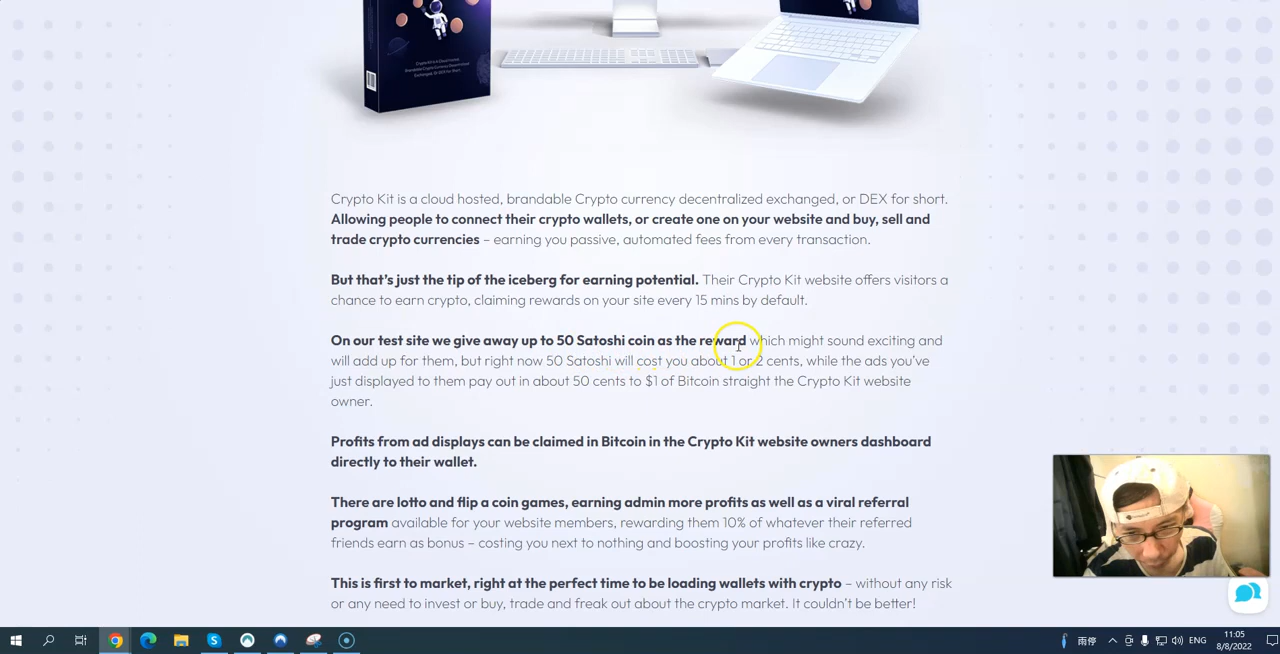 Crypto Kit is a cloud hosted, brandable Crypto currency decentralized exchanged, or DEX for short.
Allowing people to connect their crypto wallets, or create one on your website and buy, sell and
trade crypto currencies – earning you passive, automated fees from every transaction.
But that's just the tip of the iceberg for earning potential. Their Crypto Kit website offers visitors a
chance to earn crypto, claiming rewards on your site every 15 mins by default.
On our test site we give away up to 50 Satoshi coin as the reward which might sound exciting and
will add up for them, but right now 50 Satoshi will cost you about 1 or 2 cents, while the ads you've
just displayed to them pay out in about 50 cents to $1 of Bitcoin straight the Crypto Kit website
owner.
Profits from ad displays can be claimed in Bitcoin in the Crypto Kit website owners dashboard
directly to their wallet.
There are lotto and flip a coin games, earning admin more profits as well as a viral referral
program available for your website members, rewarding them 10% of whatever their referred
friends earn as bonus – costing you next to nothing and boosting your profits like crazy.
This is first to market, right at the perfect time to be loading wallets with crypto – without any risk
or any need to invest or buy, trade and freak out about the crypto market. It couldn't be better!
雨停
ENG
11:05
8/8/2022